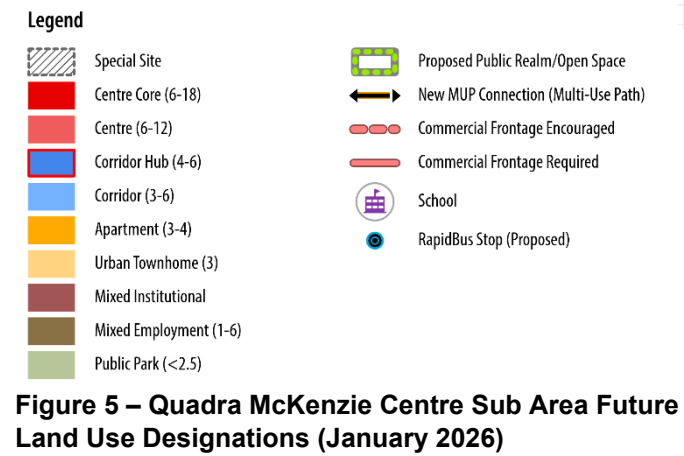 Legend
Special Site
Centre Core (6-18)
Centre (6-12)
Corridor Hub (4-6)
Corridor (3-6)
Apartment (3-4)
Urban Townhome (3)
Mixed Institutional
Mixed Employment (1-6)
Public Park (<2.5)
Proposed Public Realm/Open Space
New MUP Connection (Multi-Use Path)
Commercial Frontage Encouraged
Commercial Frontage Required
School
RapidBus Stop (Proposed)
Figure 5 – Quadra McKenzie Centre Sub Area Future
Land Use Designations (January 2026)